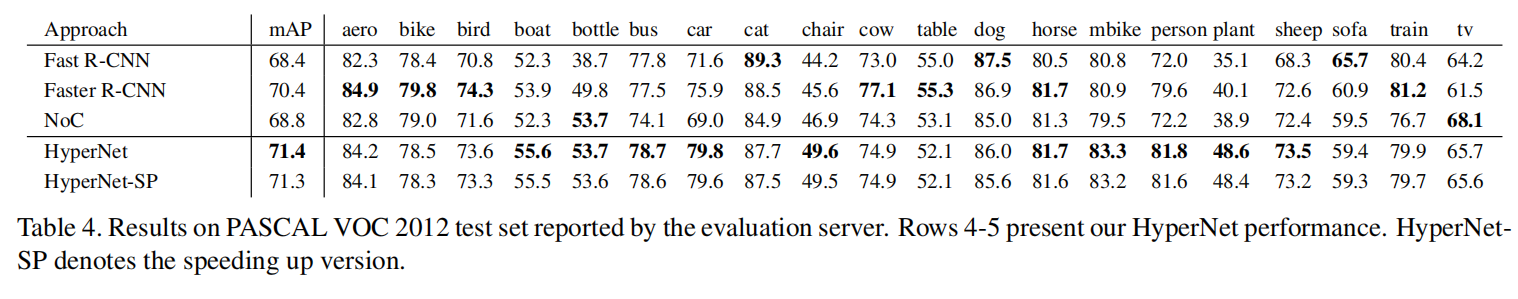 Approach mAP aero bike bird boat bottle bus car cat chair cow table dog horse mbike person plant sheep sofa train tv
Fast R-CNN 68.4 82.3 78.4 70.8 52.3 38.7 77.8 71.6 89.3 44.2 73.0 55.0 87.5 80.5 80.8 72.0 35.1 68.3 65.7 80.4 64.2
Faster R-CNN 70.4 84.9 79.8 74.3 53.9 49.8 77.5 75.9 88.5 45.6 77.1 55.3 86.9 81.7 80.9 79.6 40.1 72.6 60.9 81.2 61.5
NoC 68.8 82.8 79.0 71.6 52.3 53.7 74.1 69.0 84.9 46.9 74.3 53.1 85.0 81.3 79.5 72.2 38.9 72.4 59.5 76.7 68.1
HyperNet 71.4 84.2 78.5 73.6 55.6 53.7 78.7 79.8 87.7 49.6 74.9 52.1 86.0 81.7 83.3 81.8 48.6 73.5 59.4 79.9 65.7
HyperNet-SP 71.3 84.1 78.3 73.3 55.5 53.6 78.6 79.6 87.5 49.5 74.9 52.1 85.6 81.6 83.2 81.6 48.4 73.2 59.3 79.7 65.6
Table 4. Results on PASCAL VOC 2012 test set reported by the evaluation server. Rows 4-5 present our HyperNet performance. HyperNet-
SP denotes the speeding up version.